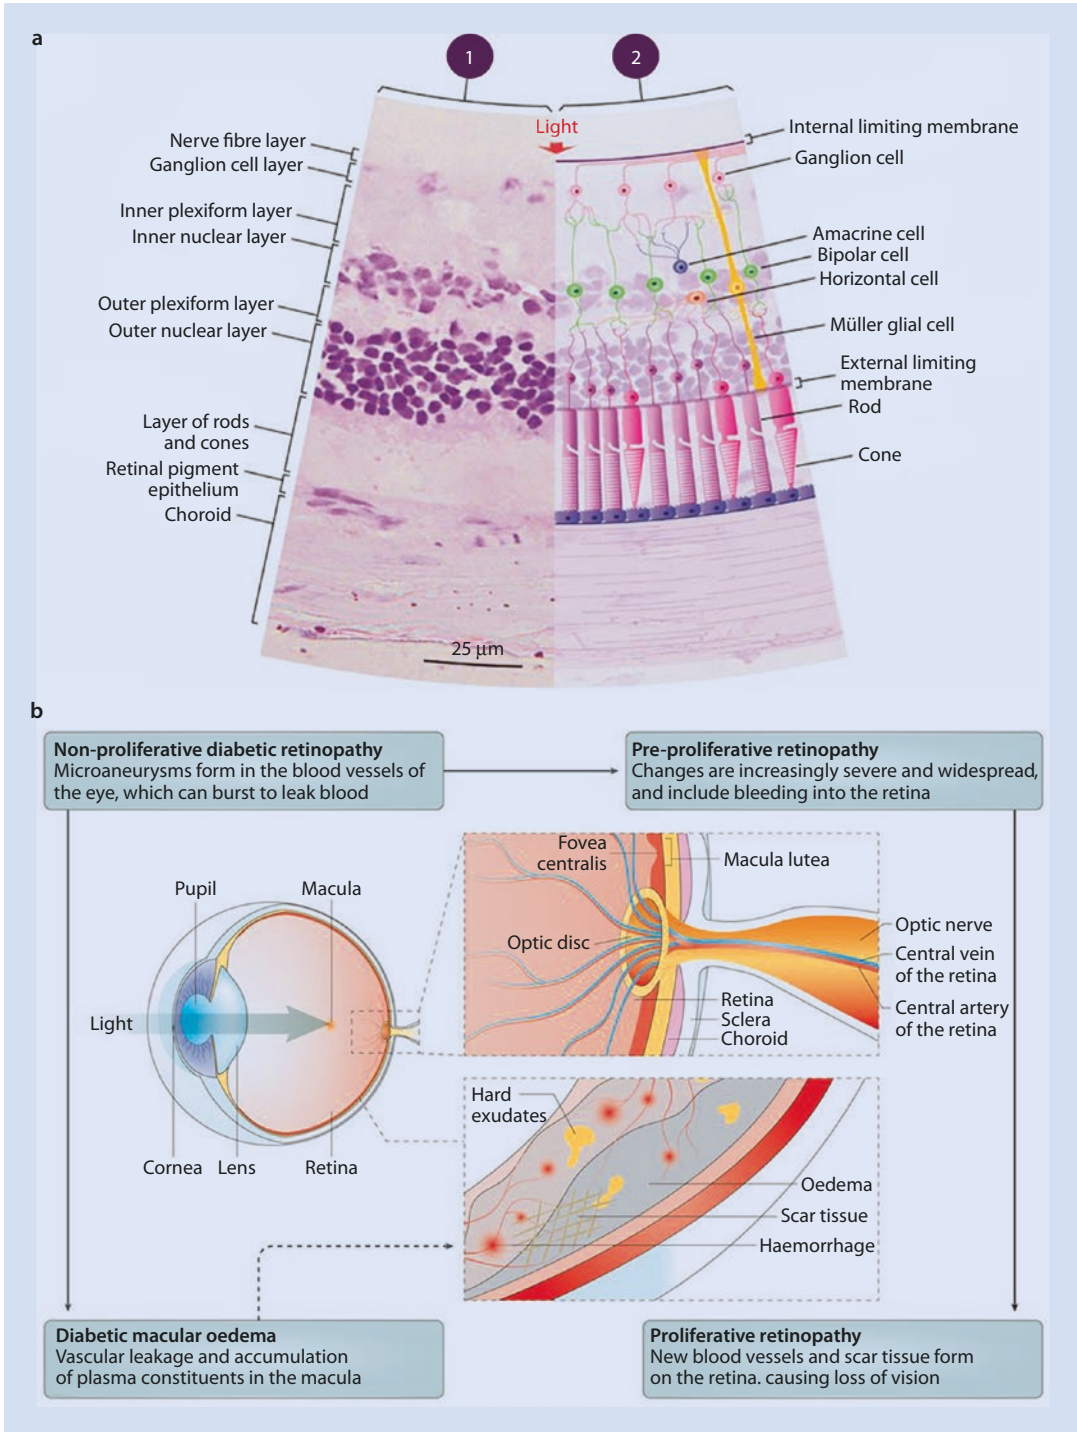 a
1
2
Light
Nerve fibre layer
Ganglion cell layer
Inner plexiform layer
Inner nuclear layer
Outer plexiform layer
Outer nuclear layer
Layer of rods
and cones
Retinal pigment
epithelium
Choroid
Internal limiting membrane
Ganglion cell
Amacrine cell
Bipolar cell
Horizontal cell
Müller glial cell
External limiting
membrane
Rod
Cone
25 μm
b
Non-proliferative diabetic retinopathy
Microaneurysms form in the blood vessels of
the eye, which can burst to leak blood
Pre-proliferative retinopathy
Changes are increasingly severe and widespread,
and include bleeding into the retina
Pupil
Macula
Light
Cornea
Lens
Retina
Fovea
centralis
Macula lutea
Optic disc
Optic nerve
Central vein
of the retina
Central artery
of the retina
Retina
Sclera
Choroid
Hard
exudates
Oedema
Scar tissue
Haemorrhage
Diabetic macular oedema
Vascular leakage and accumulation
of plasma constituents in the macula
Proliferative retinopathy
New blood vessels and scar tissue form
on the retina. causing loss of vision